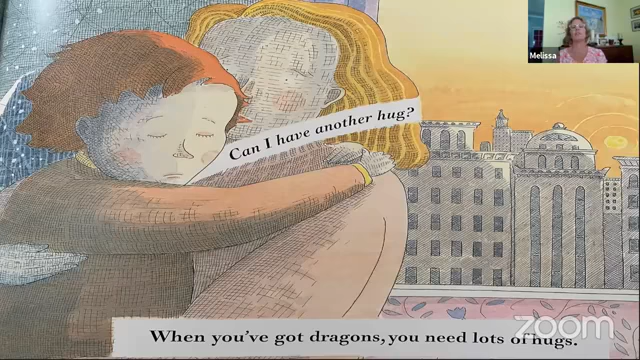 Melissa
Can I have another hug?
When you've got dragons, you need lots of hugs.
zoom